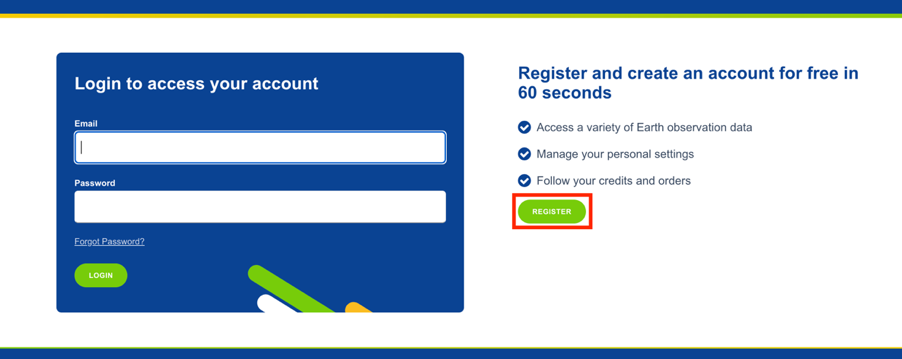 Login to access your account
Email
Password
Forgot Password?
LOGIN
Register and create an account for free in
60 seconds
Access a variety of Earth observation data
Manage your personal settings
Follow your credits and orders
REGISTER